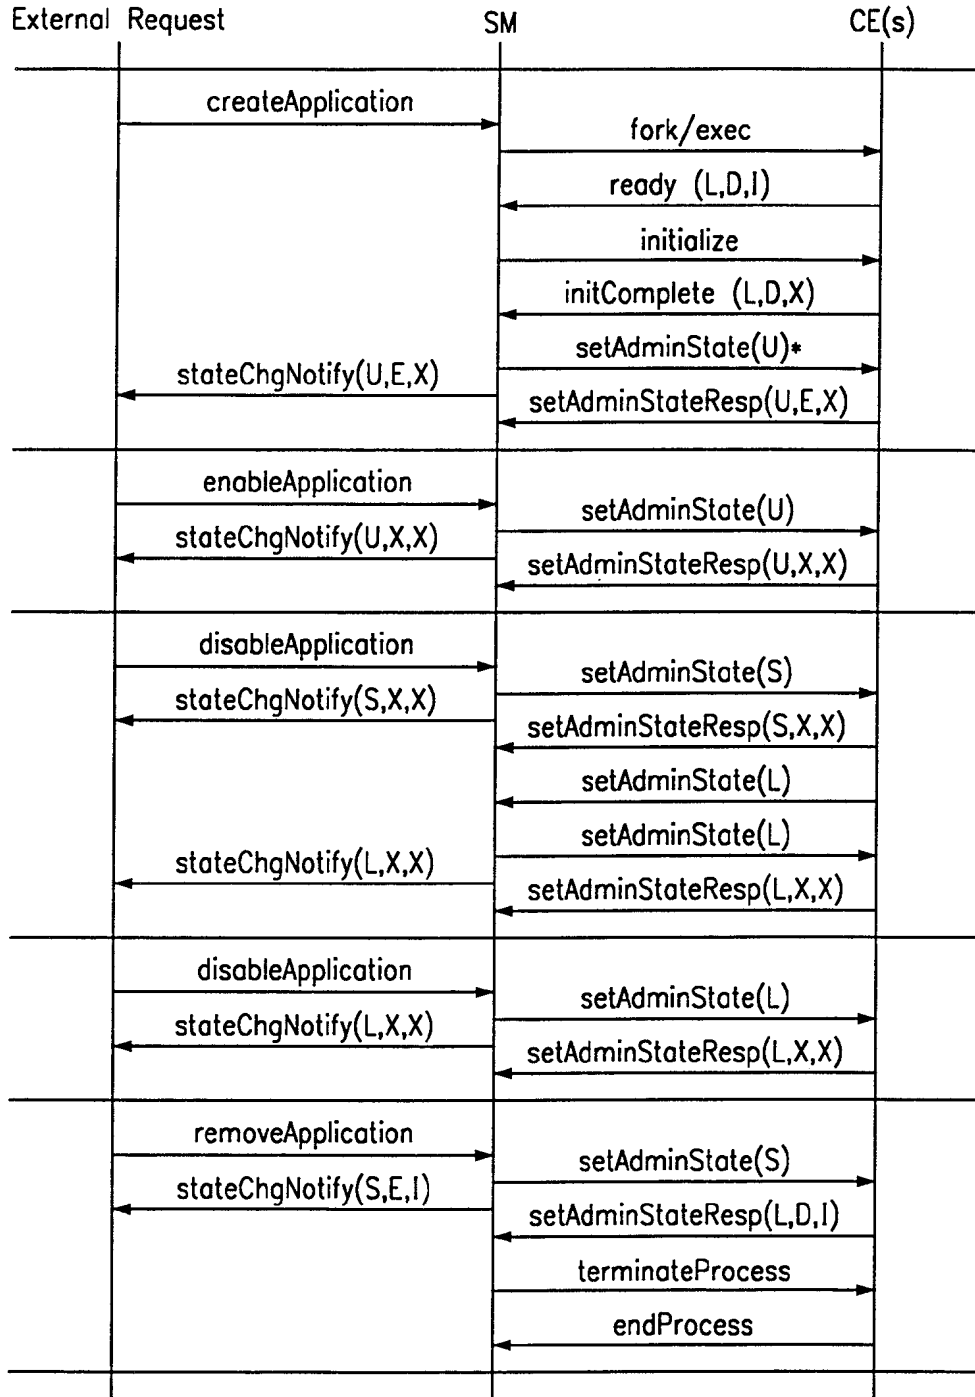 External Request SM CE(s)
createApplication
fork/exec
ready (L,D,I)
initialize
initComplete (L,D,X)
setAdminState(U)*
stateChgNotify(U,E,X)
setAdminStateResp(U,E,X)
enableApplication
setAdminState(U)
stateChgNotify(U,X,X)
setAdminStateResp(U,X,X)
disableApplication
setAdminState(S)
stateChgNotify(S,X,X)
setAdminStateResp(S,X,X)
setAdminState(L)
setAdminState(L)
stateChgNotify(L,X,X)
setAdminStateResp(L,X,X)
disableApplication
setAdminState(L)
stateChgNotify(L,X,X)
setAdminStateResp(L,X,X)
removeApplication
setAdminState(S)
stateChgNotify(S,E,I)
setAdminStateResp(L,D,I)
terminateProcess
endProcess